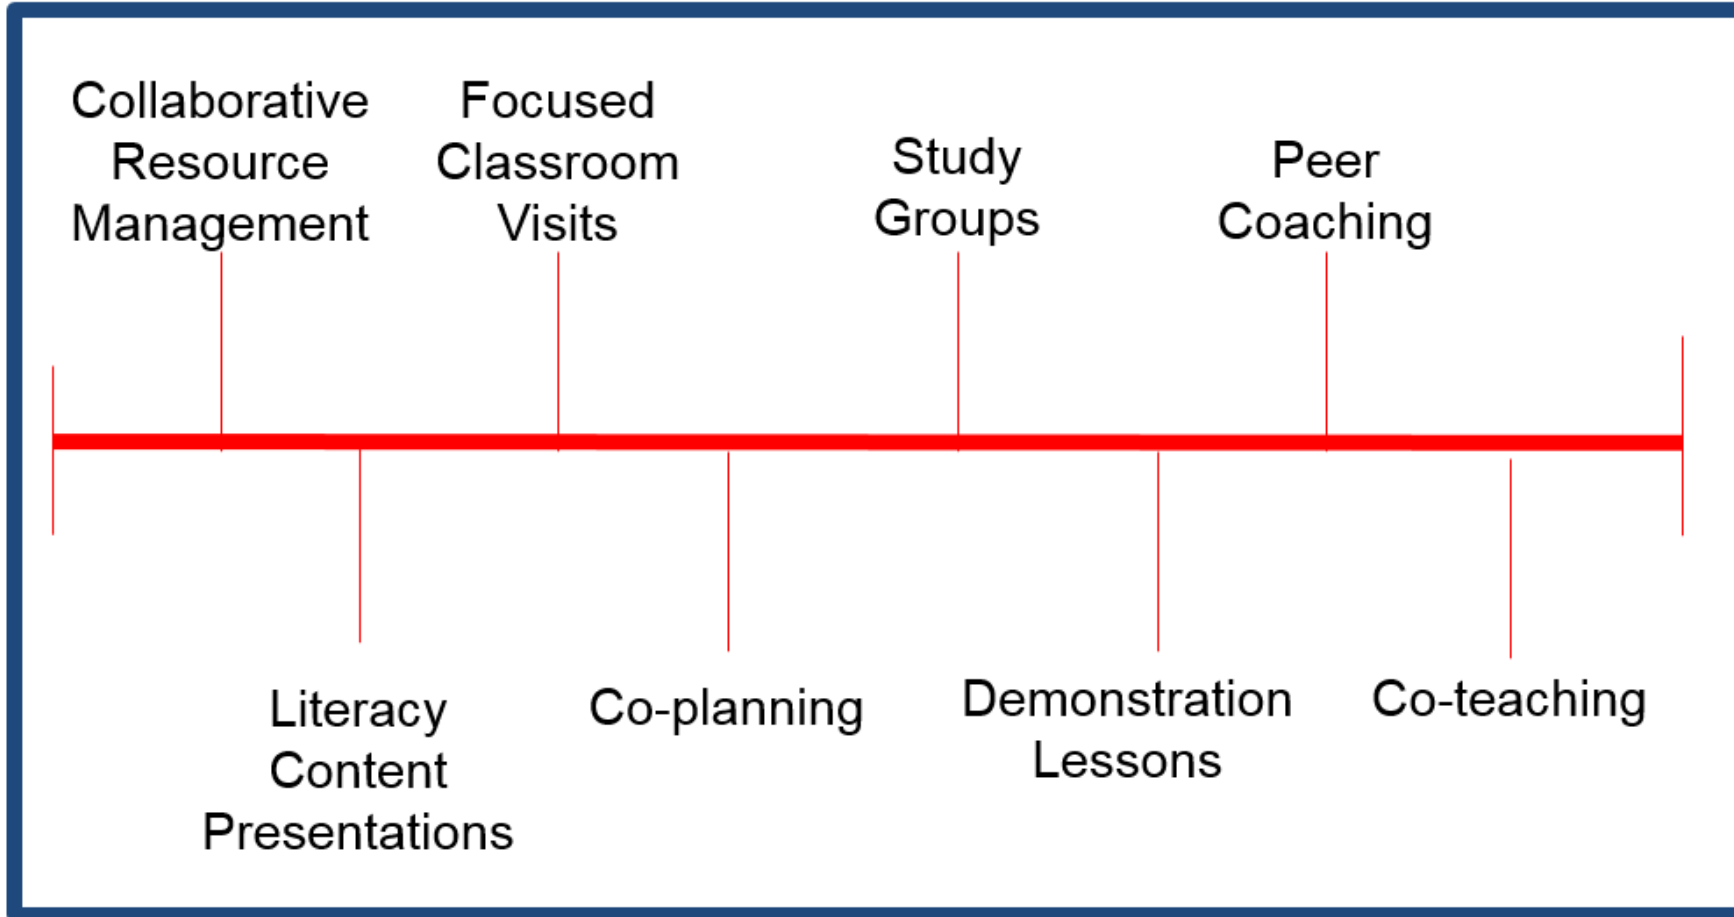 Collaborative
Resource
Management
Focused
Classroom
Visits
Study
Groups
Peer
Coaching
Literacy
Content
Presentations
Co-planning
Demonstration
Lessons
Co-teaching